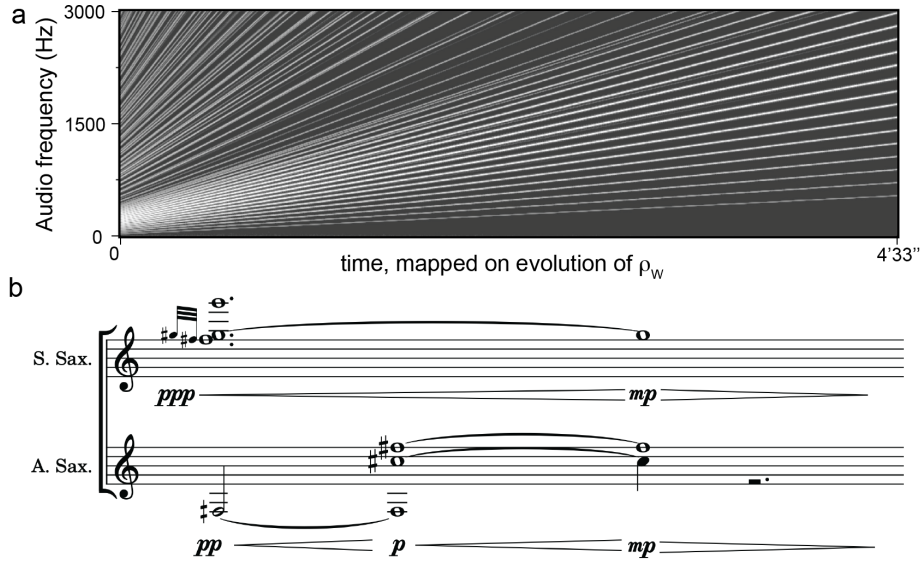 a
Audio frequency (Hz)
3000
1500
0
0
4'33’’
time, mapped on evolution of ρw
b
S. Sax.
ppp
mp
A. Sax.
pp
p
mp